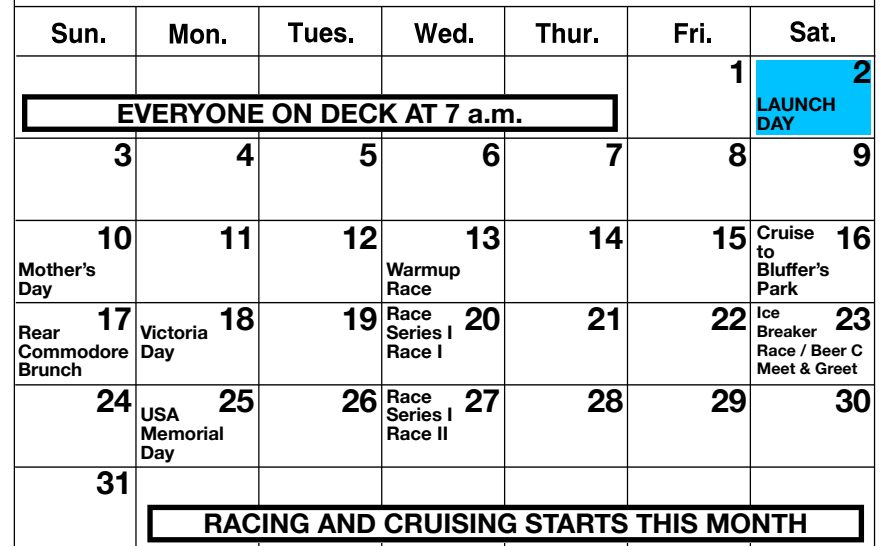 Sun. Mon. Tues. Wed. Thur. Fri. Sat.
1 2
LAUNCH
DAY
EVERYONE ON DECK AT 7 a.m.
3 4 5 6 7 8 9
10 11 12 13 14 15 16
Mother's
Day
Warmup
Race
Cruise
to
Bluffer's
Park
17 18 19 20 21 22 23
Rear
Commodore
Brunch
Victoria
Day
Race
Series I
Race I
Ice
Breaker
Race / Beer C
Meet & Greet
24 25 26 27 28 29 30
USA
Memorial
Day
Race
Series I
Race II
31
RACING AND CRUISING STARTS THIS MONTH